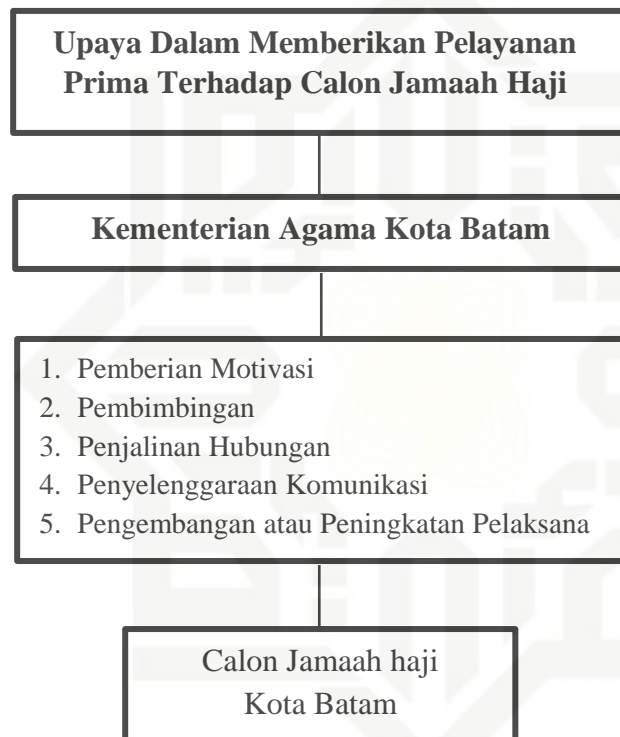 Upaya Dalam Memberikan Pelayanan
Prima Terhadap Calon Jamaah Haji
Kementerian Agama Kota Batam
1. Pemberian Motivasi
2. Pembimbingan
3. Penjalinan Hubungan
4. Penyelenggaraan Komunikasi
5. Pengembangan atau Peningkatan Pelaksana
Calon Jamaah haji
Kota Batam